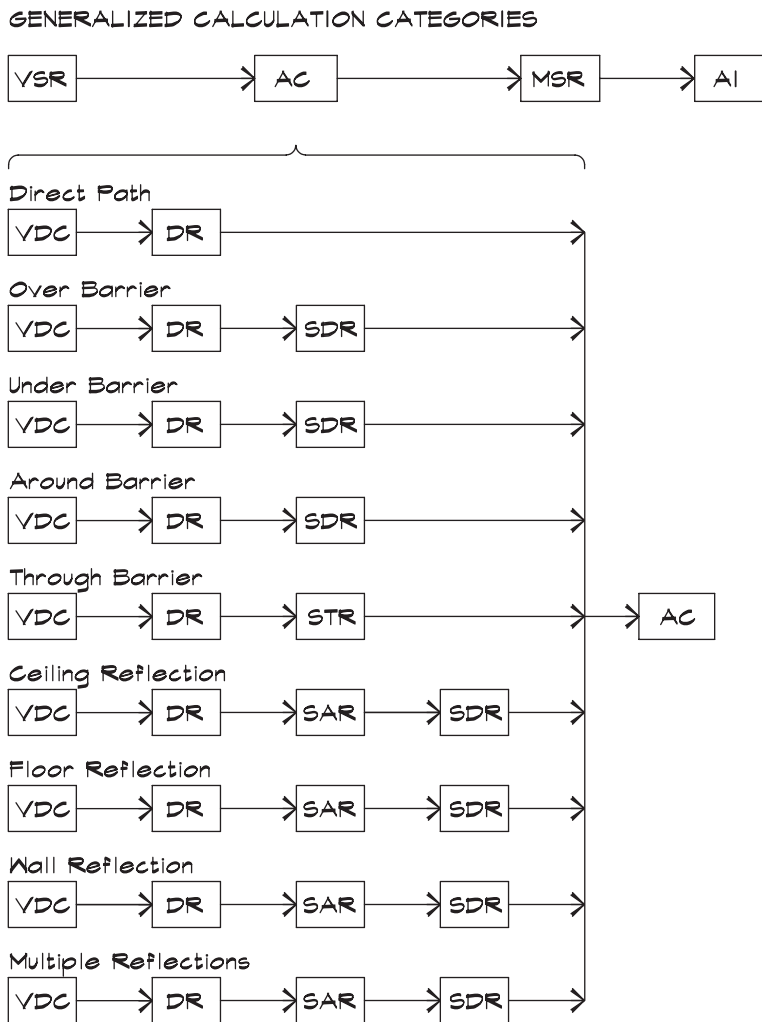 GENERALIZED CALCULATION CATEGORIES
VSR AC MSR AI
Direct Path
VDC DR
Over Barrier
VDC DR SDR
Under Barrier
VDC DR SDR
Around Barrier
VDC DR SDR
Through Barrier
VDC DR STR AC
Ceiling Reflection
VDC DR SAR SDR
Floor Reflection
VDC DR SAR SDR
Wall Reflection
VDC DR SAR SDR
Multiple Reflections
VDC DR SAR SDR